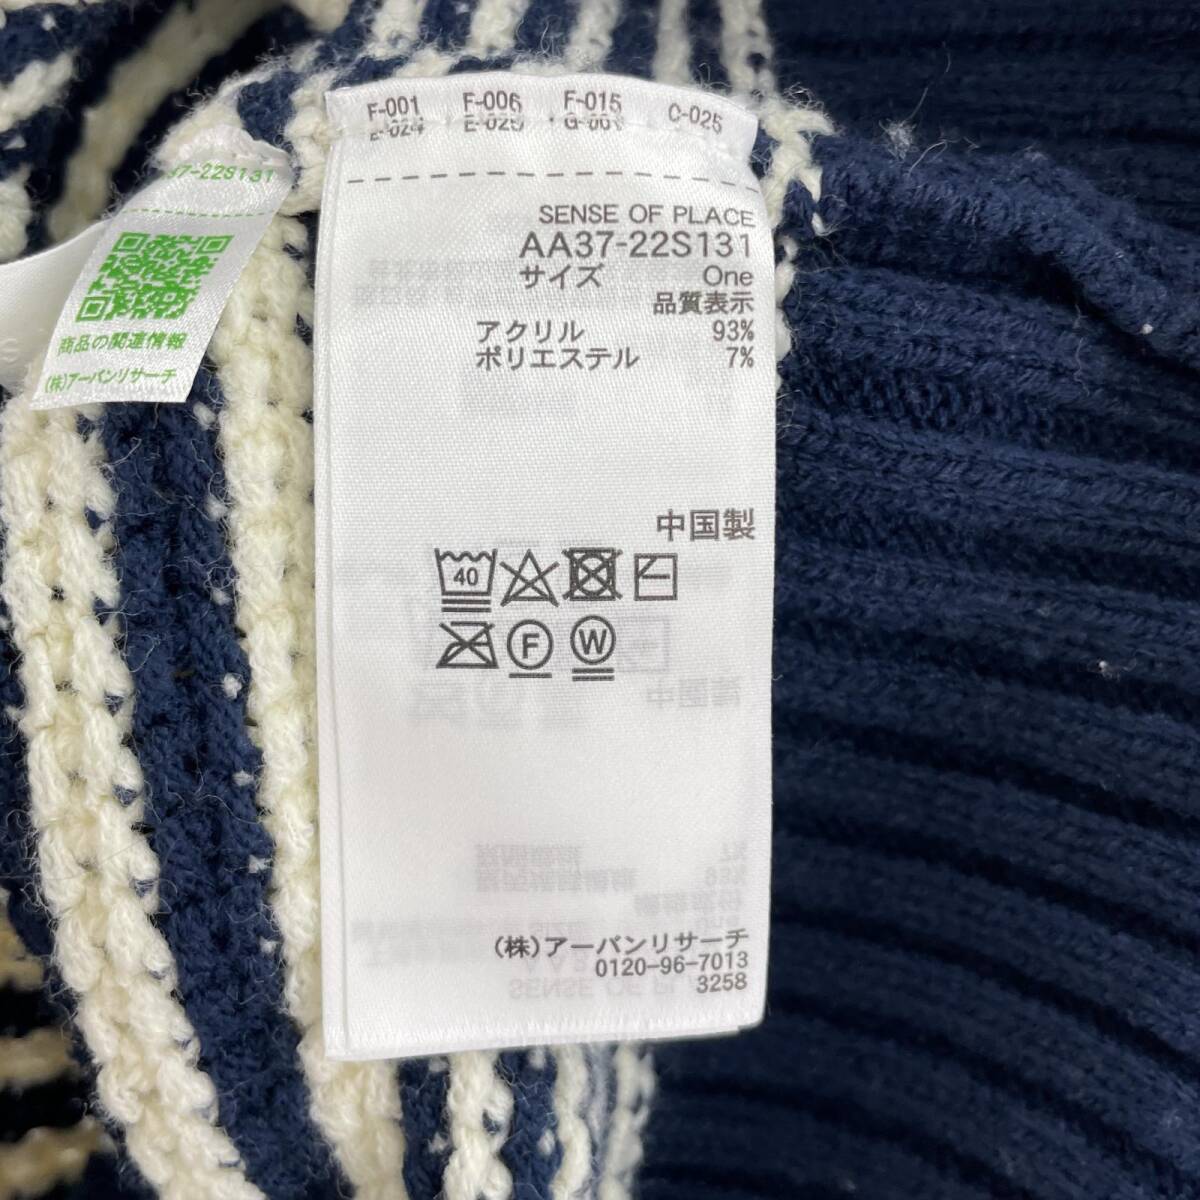 F-001 F-006 F-015 C-025
E-024 E-025 G-001
37-22S131
商品の関連情報
(株)アーバンリサーチ
SENSE OF PLACE
AA37-22S131
サイズ One
品質表示
アクリル 93%
ポリエステル 7%
中国製
40
F W
(株)アーバンリサーチ
0120-96-7013
3258